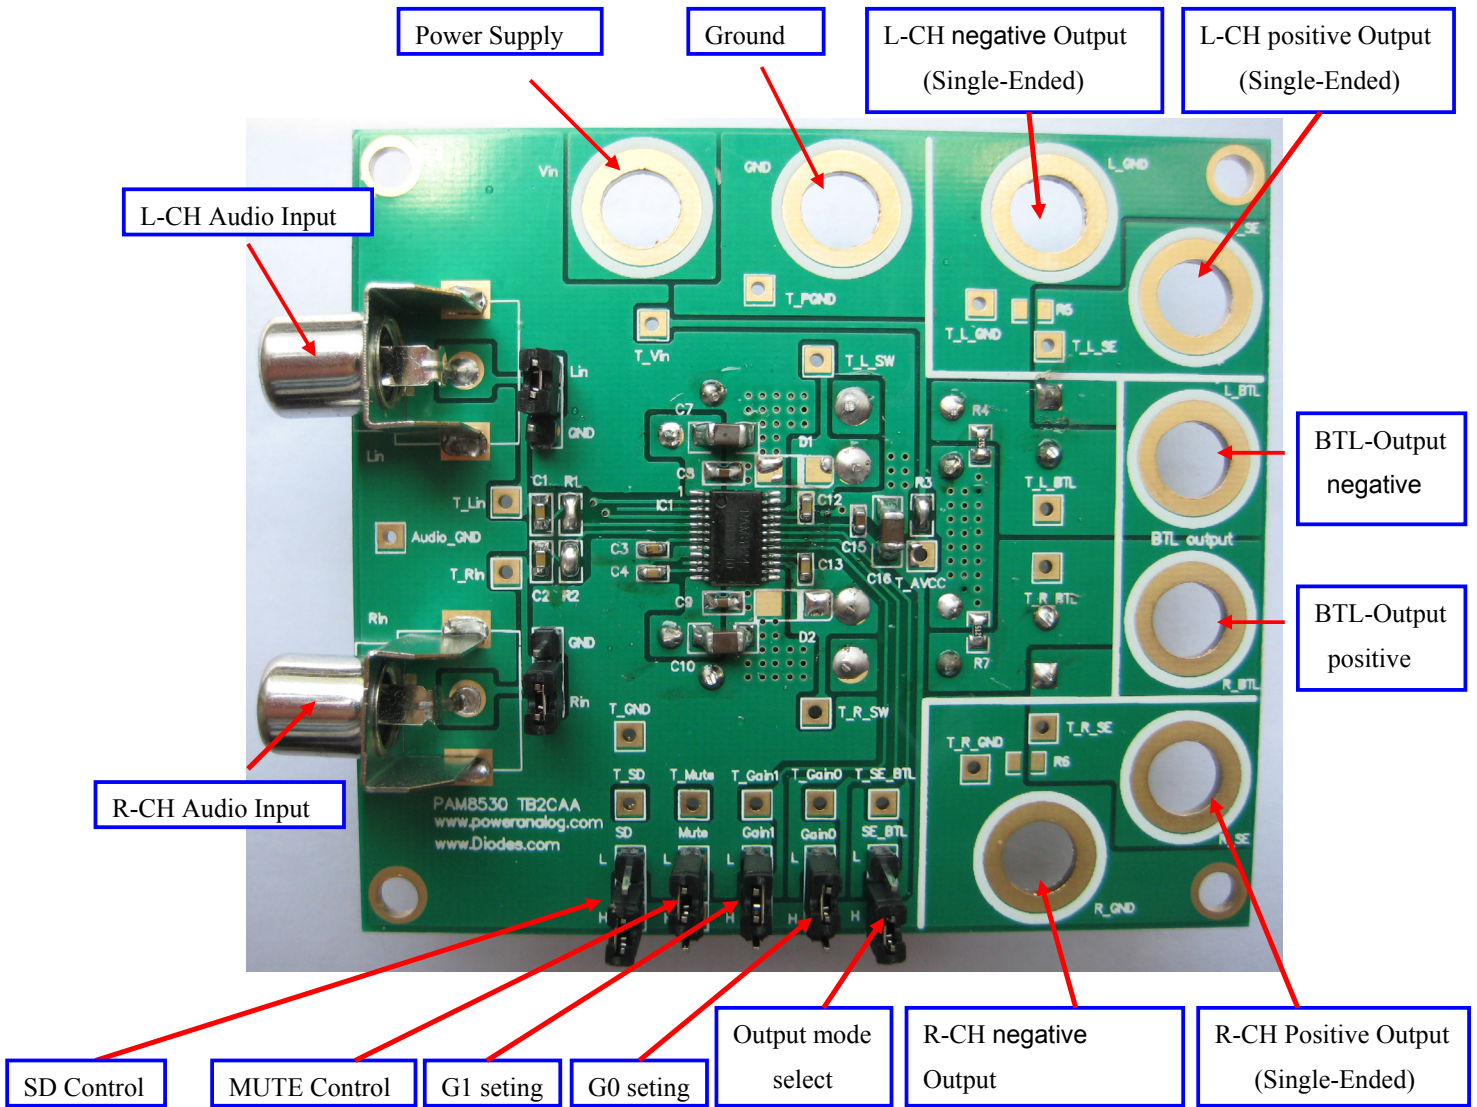 Power Supply
Ground
L-CH negative Output
(Single-Ended)
L-CH positive Output
(Single-Ended)
L-CH Audio Input
BTL-Output
negative
BTL-Output
positive
R-CH Audio Input
SD Control
MUTE Control
G1 seting
G0 seting
Output mode
select
R-CH negative
Output
R-CH Positive Output
(Single-Ended)
Vin
GND
L_GND
L_SE
T_PGND
T_Vin
T_L_GND
R5
T_L_SE
T_L_SW
Lin
GND
Lin
C7
D1
C5
R4
L_BTL
T_Lin
C1
R1
1
IC1
C12
R3
T_L_BTL
Audio_GND
C3
C15
BTL output
T_Rin
C4
C13
C16
T_AVCC
C2
R2
C9
T_R_BTL
Rin
GND
C10
D2
R7
R_BTL
Rin
T_GND
T_R_SW
T_R_GND
T_R_SE
R6
T_SD
T_Mute
T_Gain1
T_Gain0
T_SE_BTL
PAM8530 TB2CAA
www.poweranalog.com
www.Diodes.com
SD
Mute
Gain1
Gain0
SE_BTL
R_SE
L
L
L
L
L
H
H
H
H
H
R_GND